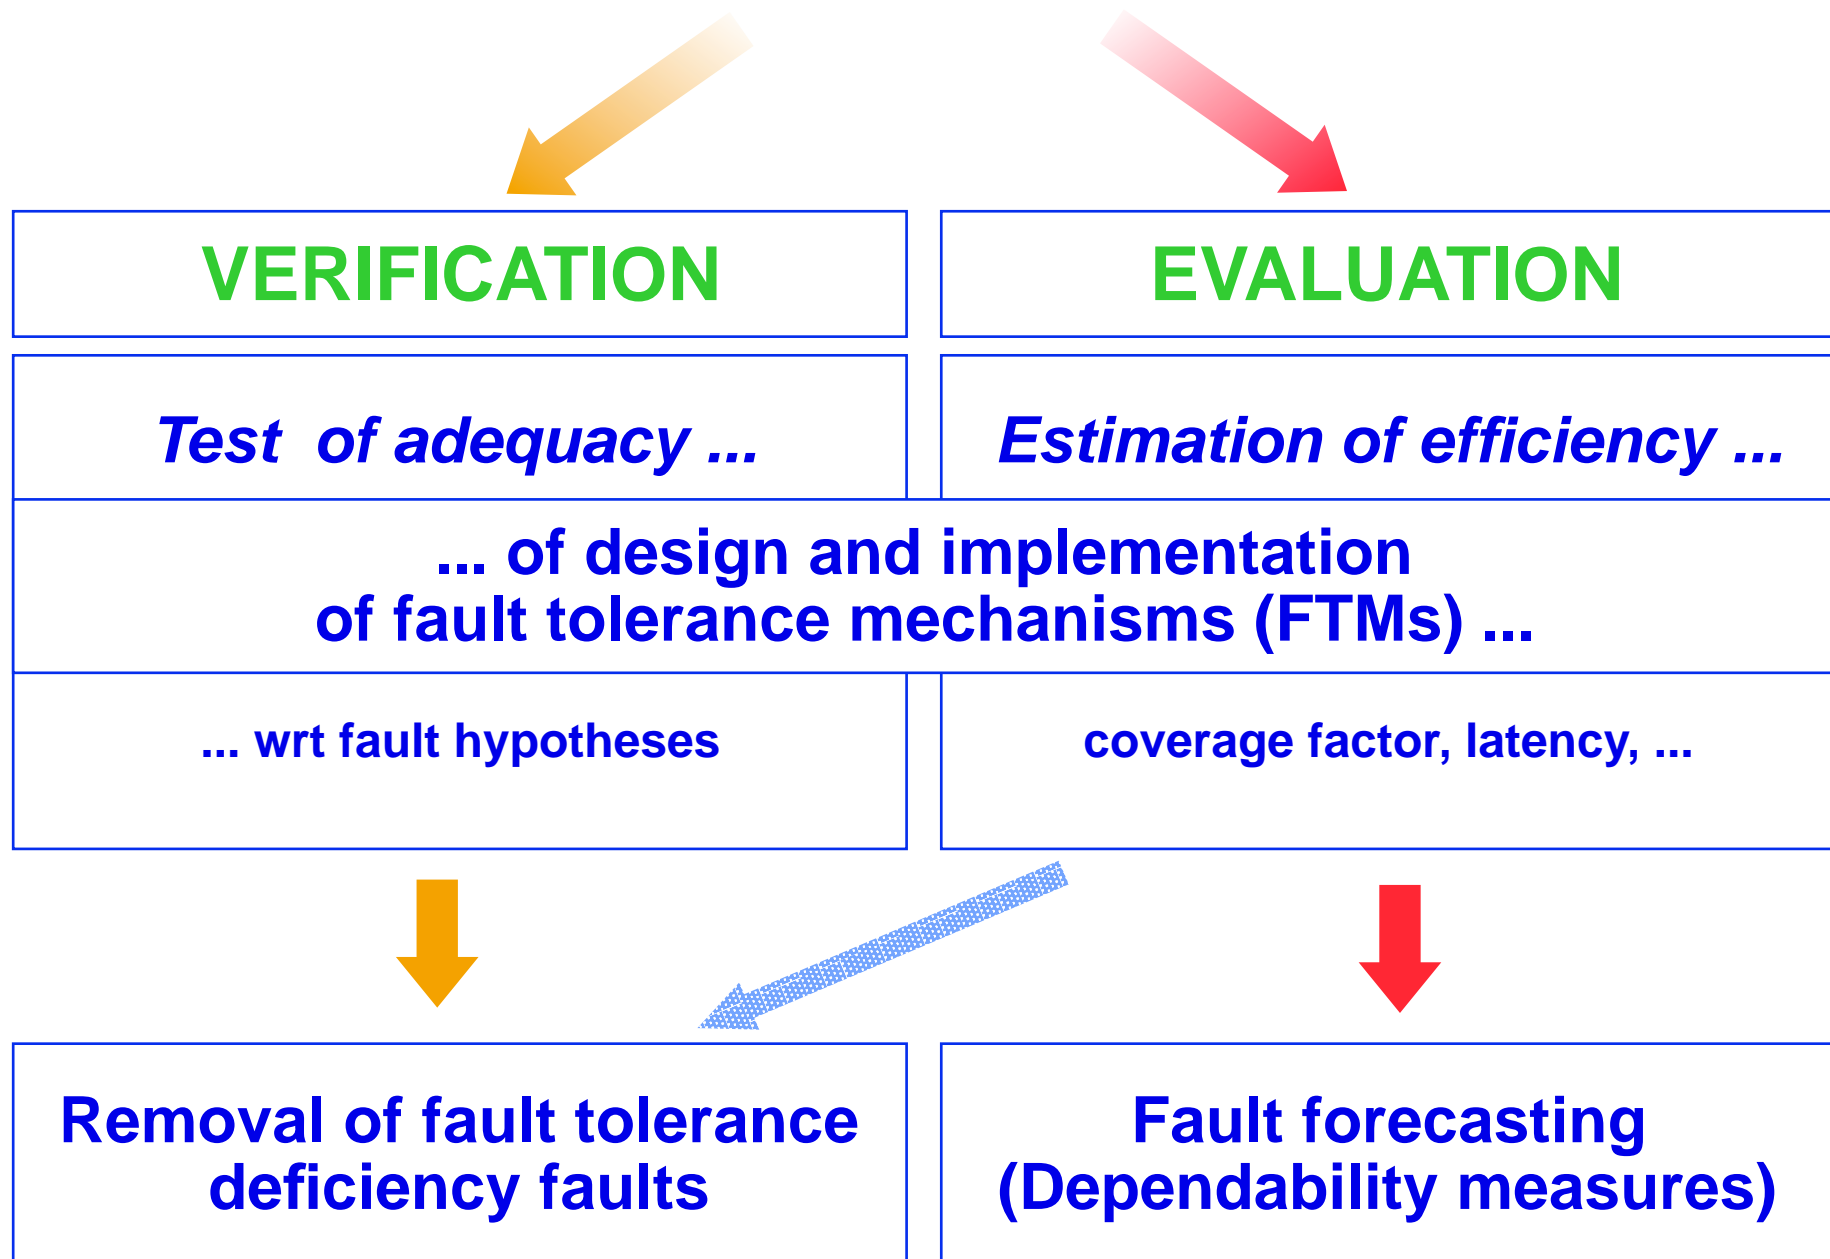 VERIFICATION
EVALUATION
Test of adequacy ...
Estimation of efficiency ...
... of design and implementation
of fault tolerance mechanisms (FTMs) ...
... wrt fault hypotheses
coverage factor, latency, ...
Removal of fault tolerance
deficiency faults
Fault forecasting
(Dependability measures)